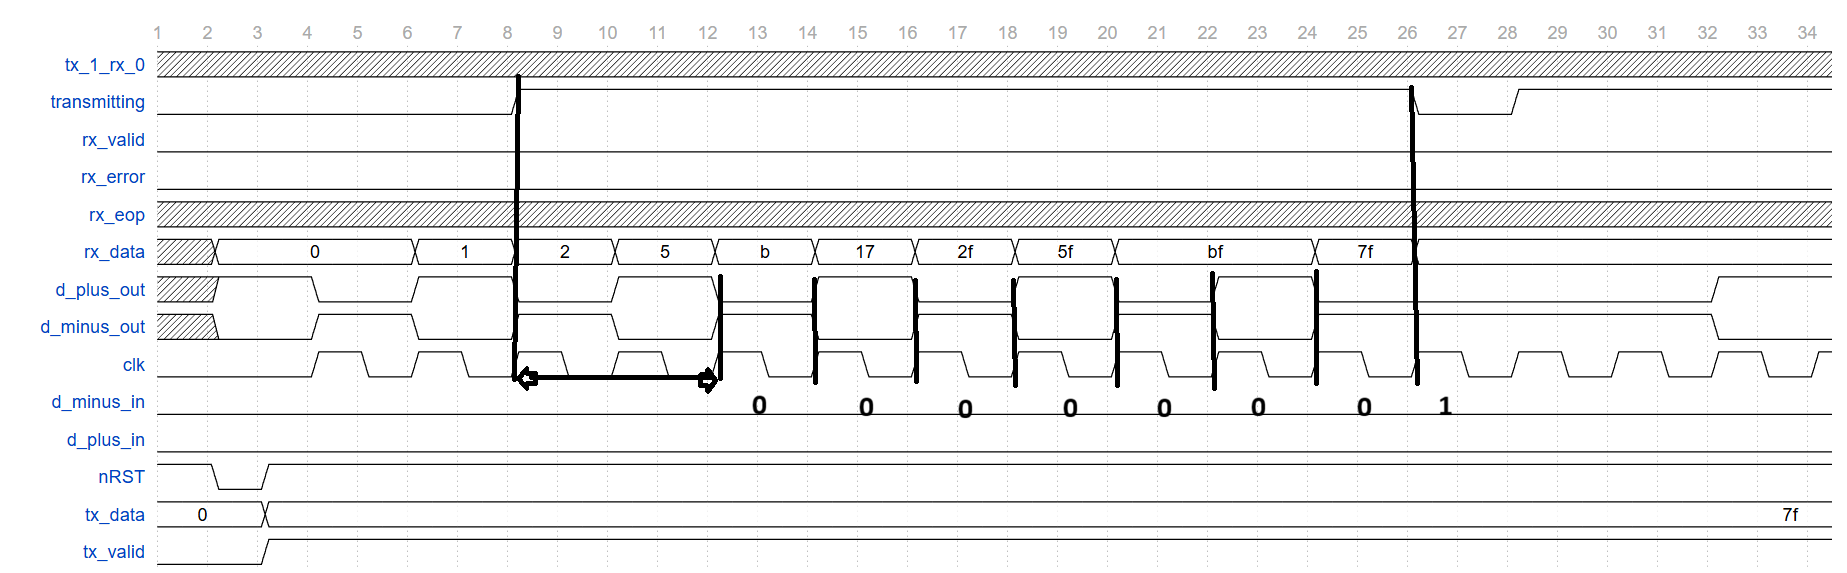 1 2 3 4 5 6 7 8 9 10 11 12 13 14 15 16 17 18 19 20 21 22 23 24 25 26 27 28 29 30 31 32 33 34
tx_1_rx_0
transmitting
rx_valid
rx_error
rx_eop
rx_data 0 1 2 5 b 17 2f 5f bf 7f
d_plus_out
d_minus_out
clk
d_minus_in 0 0 0 0 0 0 0 1
d_plus_in
nRST
tx_data 0 7f
tx_valid